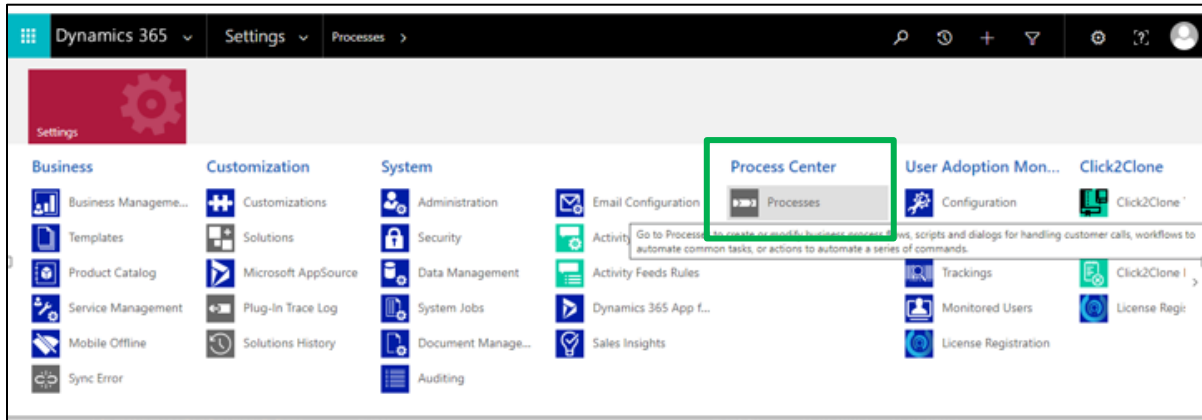 Dynamics 365
Settings
Processes
Settings
Business
Business Manageme...
Templates
Product Catalog
Service Management
Mobile Offline
Sync Error
Customization
Customizations
Solutions
Microsoft AppSource
Plug-In Trace Log
Solutions History
System
Administration
Security
Data Management
System Jobs
Document Manage...
Auditing
Email Configuration
Activity
Activity Feeds Rules
Dynamics 365 App f...
Sales Insights
Process Center
Processes
Go to Processes to create or modify business process flows, scripts and dialogs for handling customer calls, workflows to
automate common tasks, or actions to automate a series of commands.
User Adoption Mon...
Configuration
Trackings
Monitored Users
License Registration
Click2Clone
Click2Clone
Click2Clone
License Regis